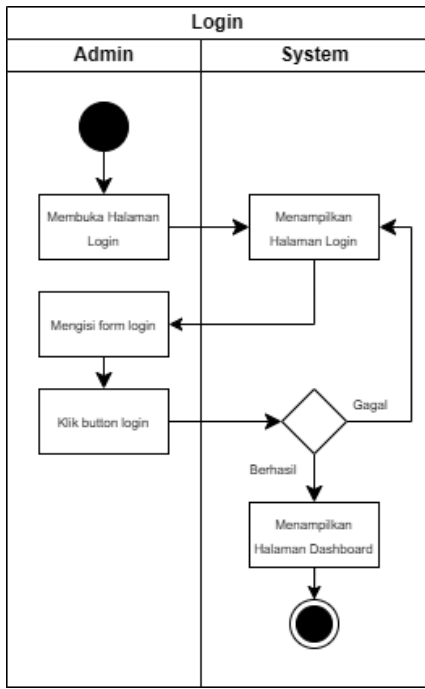 Login
Admin
System
Membuka Halaman
Login
Menampilkan
Halaman Login
Mengisi form login
Klik button login
Gagal
Berhasil
Menampilkan
Halaman Dashboard